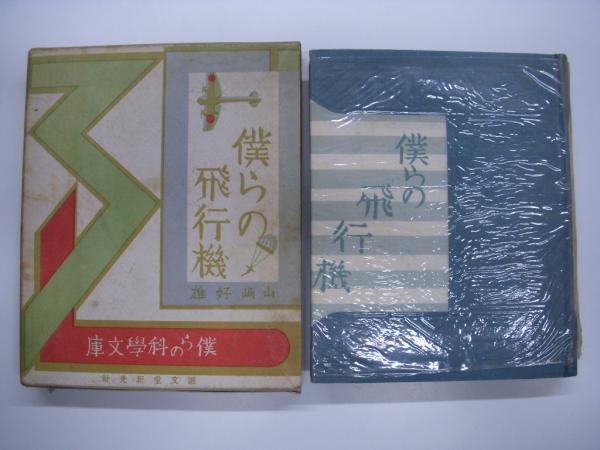 僕らの
飛行機
山崎好雄
僕らの科學文庫
誠文堂新光社
僕らの
飛行機